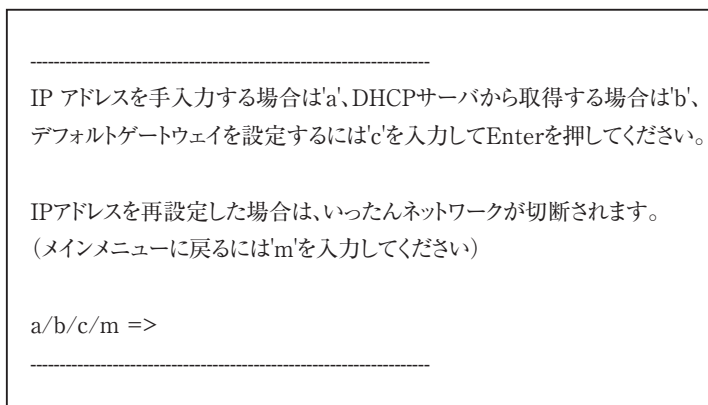 --------------------------------------------------------------------
IP アドレスを手入力する場合は'a'、DHCPサーバから取得する場合は'b'、
デフォルトゲートウェイを設定するには'c'を入力してEnterを押してください。
IPアドレスを再設定した場合は、いったんネットワークが切断されます。
（メインメニューに戻るには'm'を入力してください）
a/b/c/m =>
--------------------------------------------------------------------